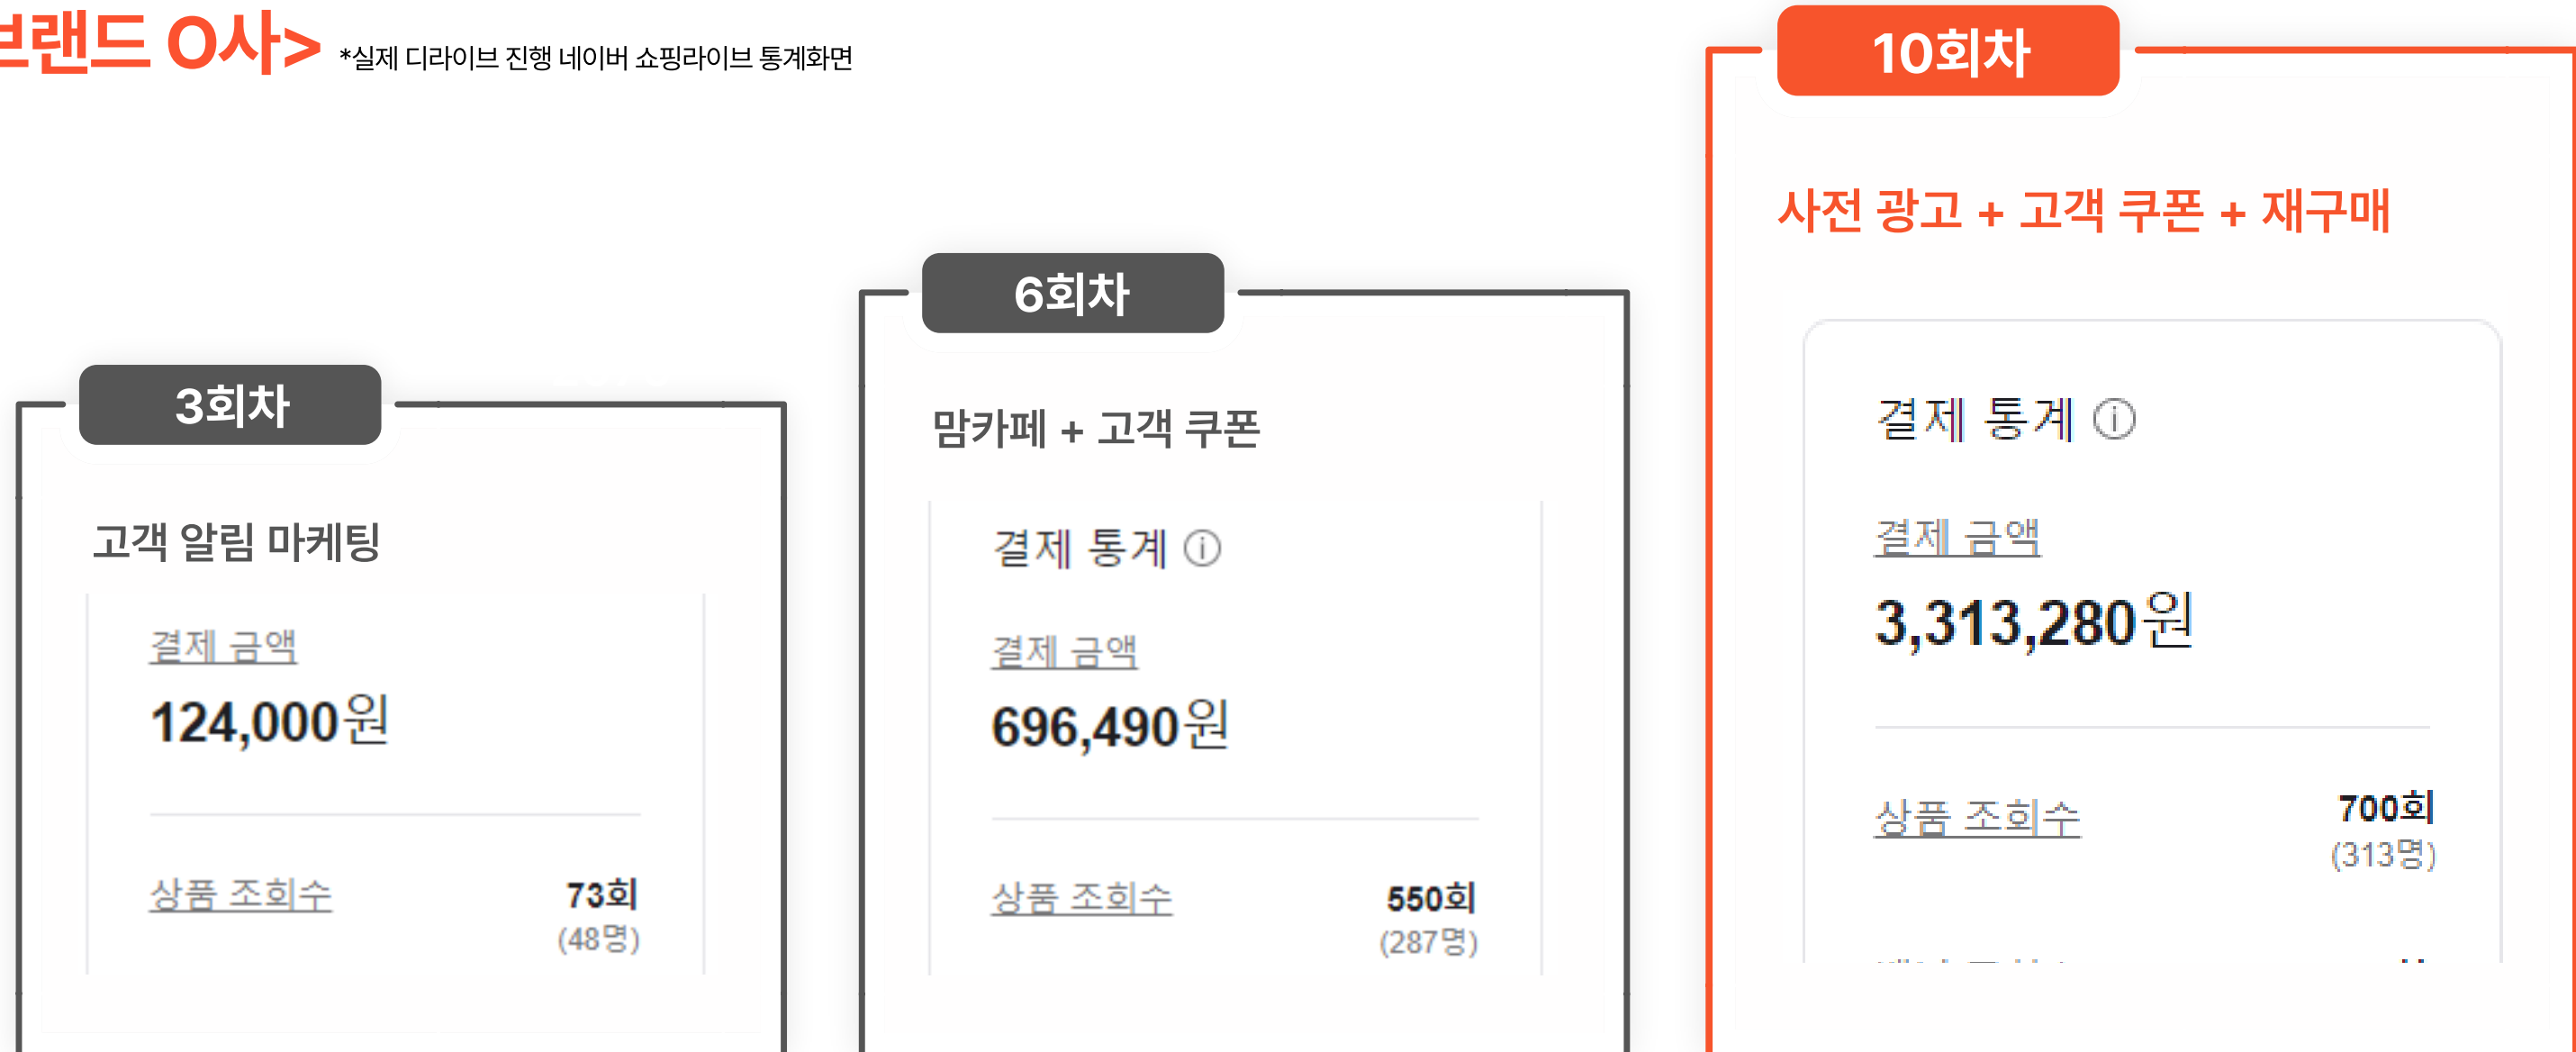 브랜드 O사> *실제 디라이브 진행 네이버 쇼핑라이브 통계화면
3회차
고객 알림 마케팅
결제 금액
124,000원
상품 조회수 73회
(48명)
6회차
맘카페 + 고객 쿠폰
결제 통계 ⓘ
결제 금액
696,490원
상품 조회수 550회
(287명)
10회차
사전 광고 + 고객 쿠폰 + 재구매
결제 통계 ⓘ
결제 금액
3,313,280원
상품 조회수 700회
(313명)